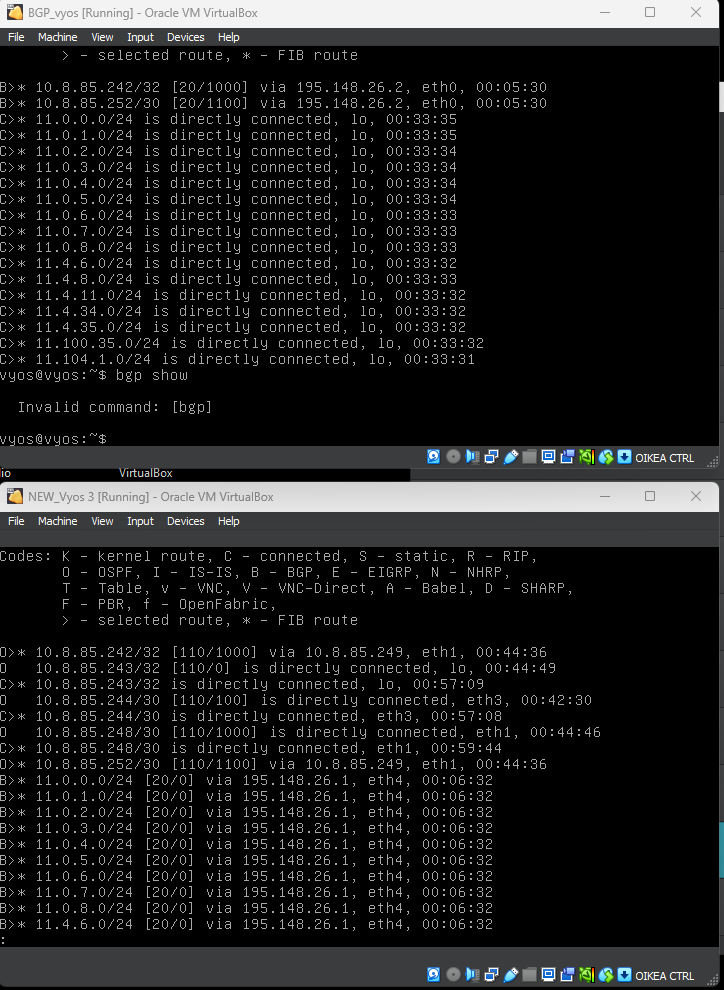 BGP_vyos [Running] - Oracle VM VirtualBox
File Machine View Input Devices Help
> - selected route, * - FIB route
B>* 10.8.85.242/32 [20/1000] via 195.148.26.2, eth0, 00:05:30
B>* 10.8.85.252/30 [20/1100] via 195.148.26.2, eth0, 00:05:30
C>* 11.0.0.0/24 is directly connected, lo, 00:33:35
C>* 11.0.1.0/24 is directly connected, lo, 00:33:35
C>* 11.0.2.0/24 is directly connected, lo, 00:33:34
C>* 11.0.3.0/24 is directly connected, lo, 00:33:34
C>* 11.0.4.0/24 is directly connected, lo, 00:33:34
C>* 11.0.5.0/24 is directly connected, lo, 00:33:34
C>* 11.0.6.0/24 is directly connected, lo, 00:33:33
C>* 11.0.7.0/24 is directly connected, lo, 00:33:33
C>* 11.0.8.0/24 is directly connected, lo, 00:33:33
C>* 11.4.6.0/24 is directly connected, lo, 00:33:32
C>* 11.4.8.0/24 is directly connected, lo, 00:33:33
C>* 11.4.11.0/24 is directly connected, lo, 00:33:32
C>* 11.4.34.0/24 is directly connected, lo, 00:33:32
C>* 11.4.35.0/24 is directly connected, lo, 00:33:32
C>* 11.100.35.0/24 is directly connected, lo, 00:33:32
C>* 11.104.1.0/24 is directly connected, lo, 00:33:31
vyos@vyos:~$ bgp show
Invalid command: [bgp]
vyos@vyos:~$
OIKEA CTRL
io VirtualBox
NEW_Vyos 3 [Running] - Oracle VM VirtualBox
File Machine View Input Devices Help
Codes: K - kernel route, C - connected, S - static, R - RIP,
O - OSPF, I - IS-IS, B - BGP, E - EIGRP, N - NHRP,
T - Table, v - VNC, V - VNC-Direct, A - Babel, D - SHARP,
F - PBR, f - OpenFabric,
> - selected route, * - FIB route
O>* 10.8.85.242/32 [110/1000] via 10.8.85.249, eth1, 00:44:36
O 10.8.85.243/32 [110/0] is directly connected, lo, 00:44:49
C>* 10.8.85.243/32 is directly connected, lo, 00:57:09
O 10.8.85.244/30 [110/100] is directly connected, eth3, 00:42:30
C>* 10.8.85.244/30 is directly connected, eth3, 00:57:08
O 10.8.85.248/30 [110/1000] is directly connected, eth1, 00:44:46
C>* 10.8.85.248/30 is directly connected, eth1, 00:59:44
O>* 10.8.85.252/30 [110/1100] via 10.8.85.249, eth1, 00:44:36
B>* 11.0.0.0/24 [20/0] via 195.148.26.1, eth4, 00:06:32
B>* 11.0.1.0/24 [20/0] via 195.148.26.1, eth4, 00:06:32
B>* 11.0.2.0/24 [20/0] via 195.148.26.1, eth4, 00:06:32
B>* 11.0.3.0/24 [20/0] via 195.148.26.1, eth4, 00:06:32
B>* 11.0.4.0/24 [20/0] via 195.148.26.1, eth4, 00:06:32
B>* 11.0.5.0/24 [20/0] via 195.148.26.1, eth4, 00:06:32
B>* 11.0.6.0/24 [20/0] via 195.148.26.1, eth4, 00:06:32
B>* 11.0.7.0/24 [20/0] via 195.148.26.1, eth4, 00:06:32
B>* 11.0.8.0/24 [20/0] via 195.148.26.1, eth4, 00:06:32
B>* 11.4.6.0/24 [20/0] via 195.148.26.1, eth4, 00:06:32
:
OIKEA CTRL